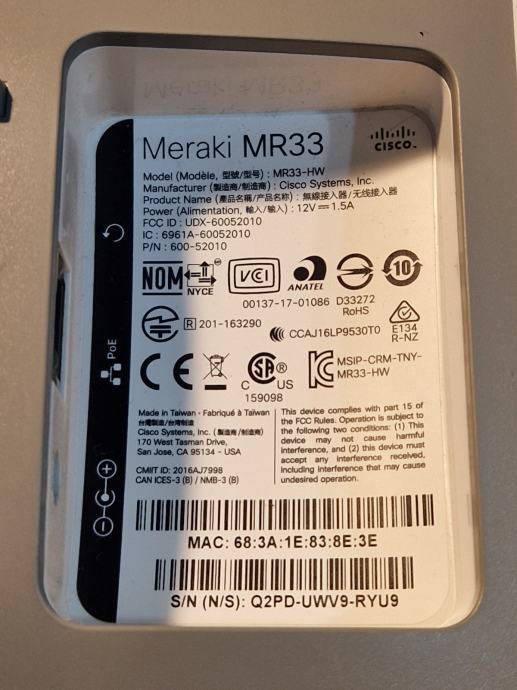 Meraki MR33
CISCO
Model (Modèle, 型號/型号) : MR33-HW
Manufacturer (製造商/制造商) : Cisco Systems, Inc.
Product Name (產品名稱/产品名称) : 無線接入器/无线接入器
Power (Alimentation, 輸入/输入) : 12V ⎓ 1.5A
FCC ID : UDX-60052010
IC : 6961A-60052010
P/N : 600-52010
NOM
NYCE
VCI
ANATEL
10
00137-17-01086
D33272
RoHS
R 201-163290
CCAJ16LP9530T0
E134
R-NZ
PoE
CE
C SA ® US
159098
MSIP-CRM-TNY-
MR33-HW
Made in Taiwan - Fabriqué à Taïwan
台灣製造/台湾制造
Cisco Systems, Inc. (製造商/制造商)
170 West Tasman Drive,
San Jose, CA 95134 - USA
CMIIT ID: 2016AJ7998
CAN ICES-3 (B) / NMB-3 (B)
This device complies with part 15 of
the FCC Rules. Operation is subject to
the following two conditions: (1) This
device may not cause harmful
interference, and (2) this device must
accept any interference received,
including interference that may cause
undesired operation.
MAC: 68:3A:1E:83:8E:3E
S/N (N/S): Q2PD-UWV9-RYU9